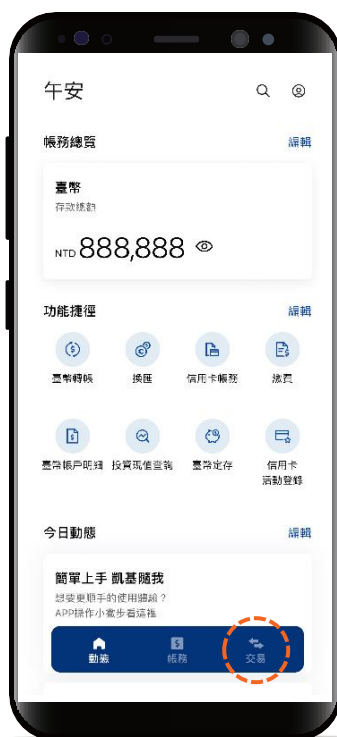 午安
帳務總覽 編輯
臺幣
存款總額
NTD 888,888
功能捷徑 編輯
臺幣轉帳 換匯 信用卡帳務 繳費
臺幣帳戶明細 投資現值查詢 臺幣定存 信用卡
活動登錄
今日動態 編輯
簡單上手 凱基隨我
想要更順手的使用體驗？
APP操作小撇步看這裡
動態 帳務 交易